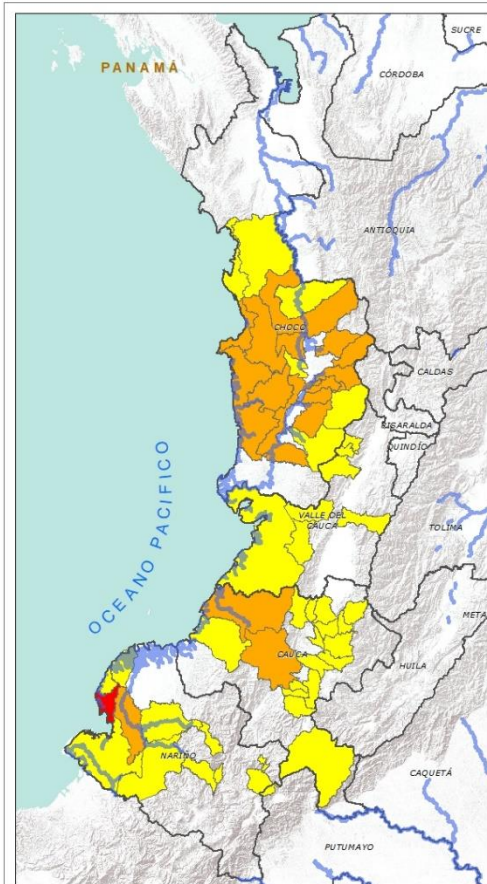 SUCRE
PANAMÁ
CÓRDOBA
ANTIOQUIA
CHOCÓ
CALDAS
RISARALDA
QUINDÍO
OCEANO PACIFICO
VALLE DEL
CAUCA
TOLIMA
META
CAUCA
HUILA
NARIÑO
CAQUETÁ
PUTUMAYO